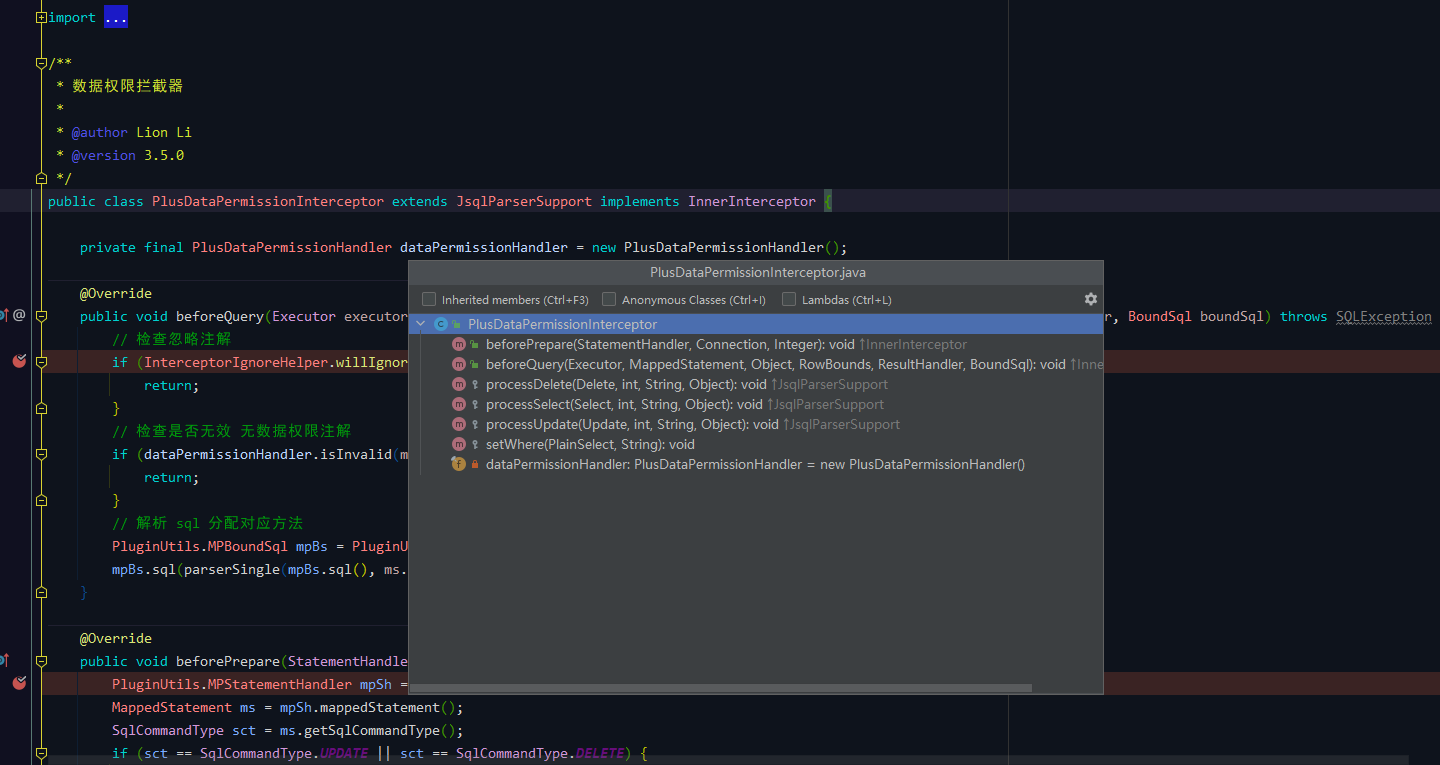 import ...
/**
* 数据权限拦截器
*
* @author Lion Li
* @version 3.5.0
*/
public class PlusDataPermissionInterceptor extends JsqlParserSupport implements InnerInterceptor {
private final PlusDataPermissionHandler dataPermissionHandler = new PlusDataPermissionHandler();
@Override
public void beforeQuery(Executor executor
, BoundSql boundSql) throws SQLException
// 检查忽略注解
if (InterceptorIgnoreHelper.willIgnor
return;
}
// 检查是否无效 无数据权限注解
if (dataPermissionHandler.isInvalid(m
return;
}
// 解析 sql 分配对应方法
PluginUtils.MPBoundSql mpBs = PluginU
mpBs.sql(parserSingle(mpBs.sql(), ms.
}
@Override
public void beforePrepare(StatementHandle
PluginUtils.MPStatementHandler mpSh =
MappedStatement ms = mpSh.mappedStatement();
SqlCommandType sct = ms.getSqlCommandType();
if (sct == SqlCommandType.UPDATE || sct == SqlCommandType.DELETE) {
PlusDataPermissionInterceptor.java
Inherited members (Ctrl+F3) Anonymous Classes (Ctrl+I) Lambdas (Ctrl+L)
PlusDataPermissionInterceptor
beforePrepare(StatementHandler, Connection, Integer): void ↑InnerInterceptor
beforeQuery(Executor, MappedStatement, Object, RowBounds, ResultHandler, BoundSql): void ↑Inne
processDelete(Delete, int, String, Object): void ↑JsqlParserSupport
processSelect(Select, int, String, Object): void ↑JsqlParserSupport
processUpdate(Update, int, String, Object): void ↑JsqlParserSupport
setWhere(PlainSelect, String): void
dataPermissionHandler: PlusDataPermissionHandler = new PlusDataPermissionHandler()